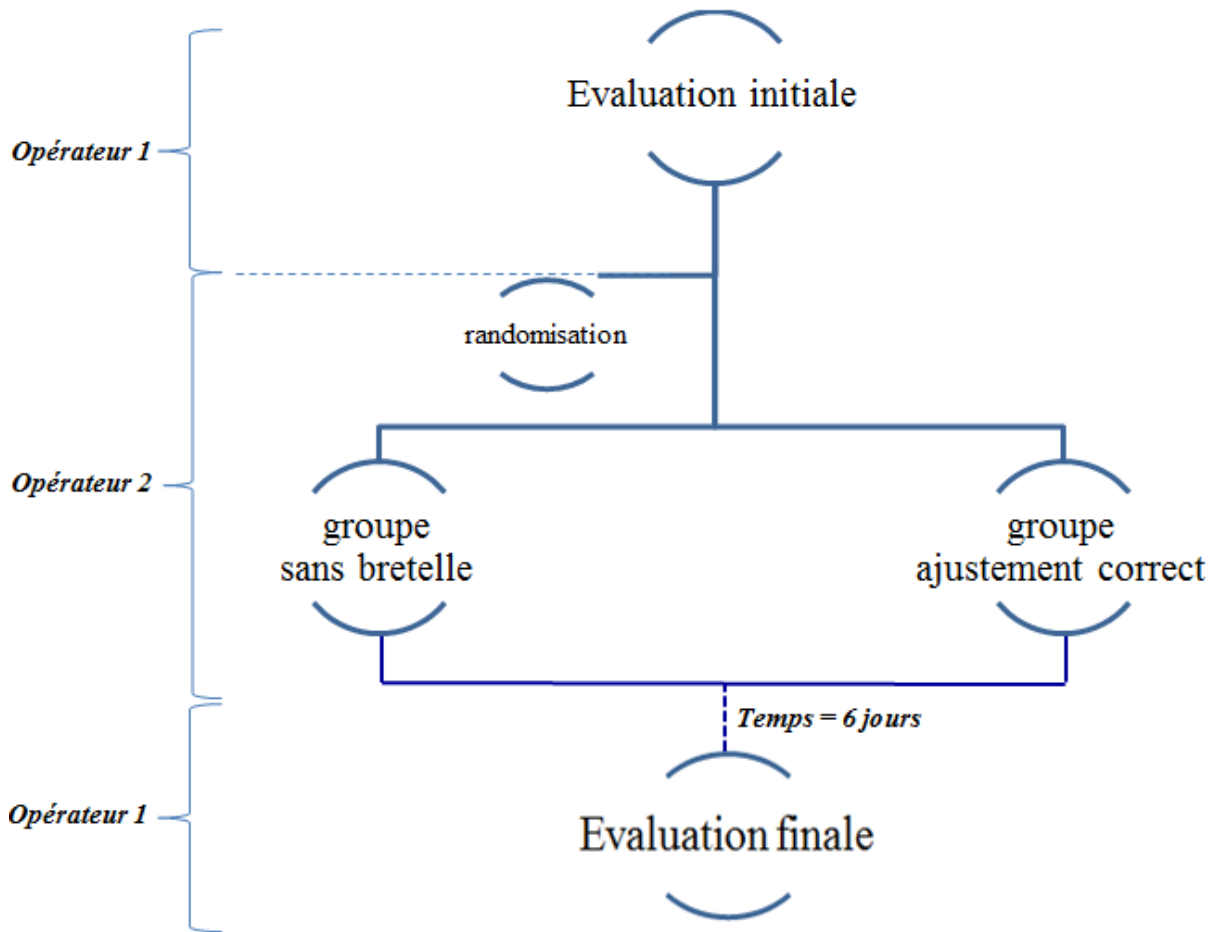 Evaluation initiale
Opérateur 1
randomisation
Opérateur 2
groupe
sans bretelle
groupe
ajustement correct
Temps = 6 jours
Opérateur 1
Evaluation finale